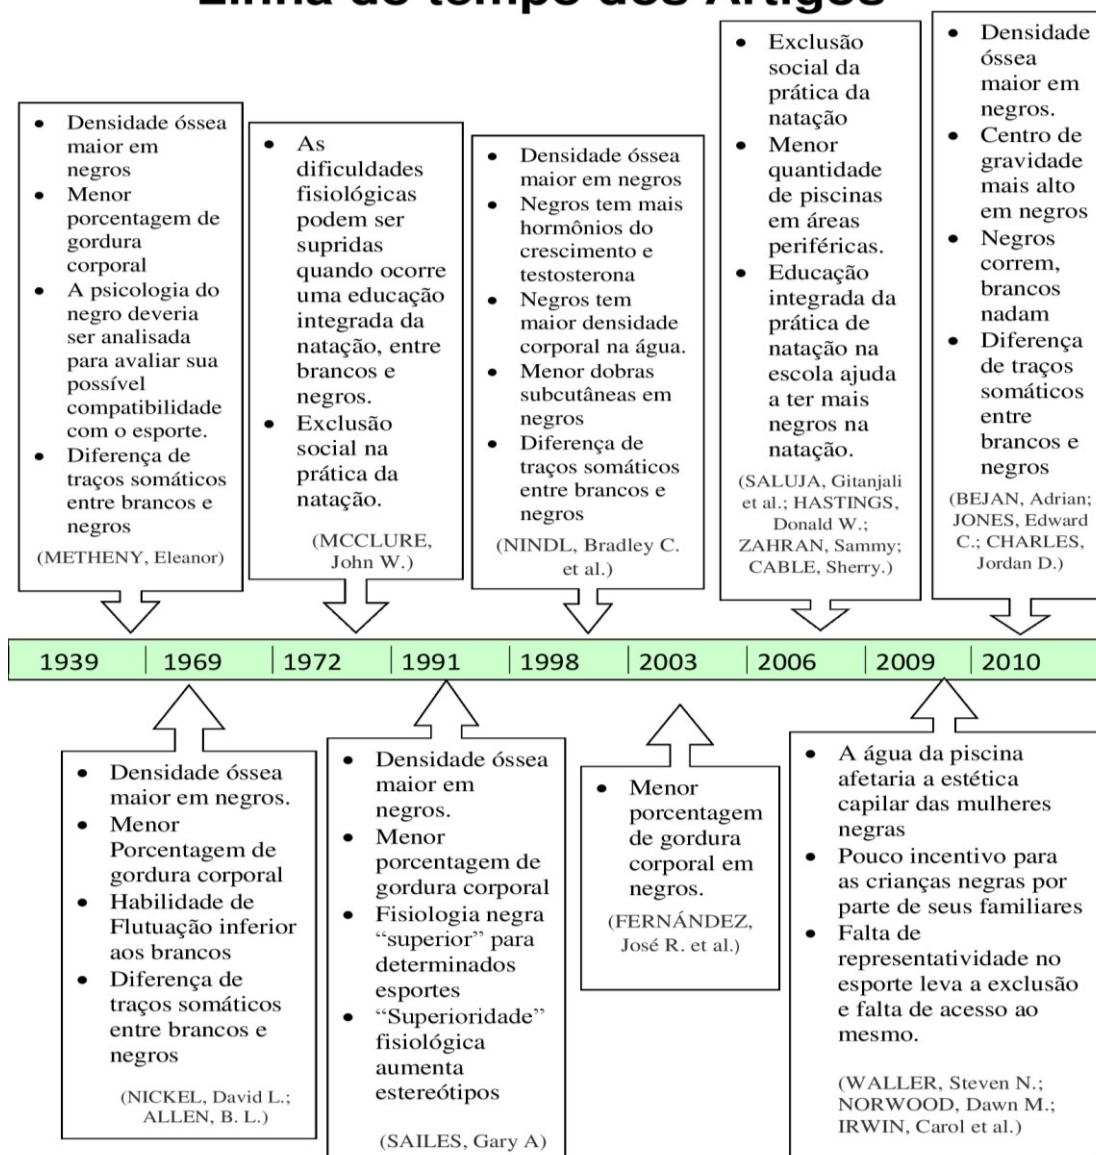 Linha do tempo dos Artigos
• Densidade óssea
maior em
negros
• Menor
porcentagem de
gordura
corporal
• A psicologia do
negro deveria
ser analisada
para avaliar sua
possível
compatibilidade
com o esporte.
• Diferença de
traços somáticos
entre brancos e
negros
(METHENY, Eleanor)
• As
dificuldades
fisiológicas
podem ser
supridas
quando ocorre
uma educação
integrada da
natação, entre
brancos e
negros.
• Exclusão
social na
prática da
natação.
(MCCLURE,
John W.)
• Densidade óssea
maior em negros
• Negros tem mais
hormônios do
crescimento e
testosterona
• Negros tem
maior densidade
corporal na água.
• Menor dobras
subcutâneas em
negros
• Diferença de
traços somáticos
entre brancos e
negros
(NINDL, Bradley C.
et al.)
• Exclusão
social da
prática da
natação
• Menor
quantidade
de piscinas
em áreas
periféricas.
• Educação
integrada da
prática de
natação na
escola ajuda
a ter mais
negros na
natação.
(SALUJA, Gitanjali
et al.; HASTINGS,
Donald W.;
ZAHRAN, Sammy;
CABLE, Sherry.)
• Densidade
óssea
maior em
negros.
• Centro de
gravidade
mais alto
em negros
• Negros
correm,
brancos
nadam
• Diferença
de traços
somáticos
entre
brancos e
negros
(BEJAN, Adrian;
JONES, Edward
C.; CHARLES,
Jordan D.)
1939 | 1969 | 1972 | 1991 | 1998 | 2003 | 2006 | 2009 | 2010
• Densidade óssea
maior em negros.
• Menor
Porcentagem de
gordura corporal
• Habilidade de
Flutuação inferior
aos brancos
• Diferença de
traços somáticos
entre brancos e
negros
(NICKEL, David L.;
ALLEN, B. L.)
• Densidade óssea
maior em
negros.
• Menor
porcentagem de
gordura corporal
• Fisiologia negra
“superior” para
determinados
esportes
• “Superioridade”
fisiológica
aumenta
estereótipos
(SAILES, Gary A)
• Menor
porcentagem
de gordura
corporal em
negros.
(FERNÁNDEZ,
José R. et al.)
• A água da piscina
afetaria a estética
capilar das mulheres
negras
• Pouco incentivo para
as crianças negras por
parte de seus familiares
• Falta de
representatividade no
esporte leva a exclusão
e falta de acesso ao
mesmo.
(WALLER, Steven N.;
NORWOOD, Dawn M.;
IRWIN, Carol et al.)